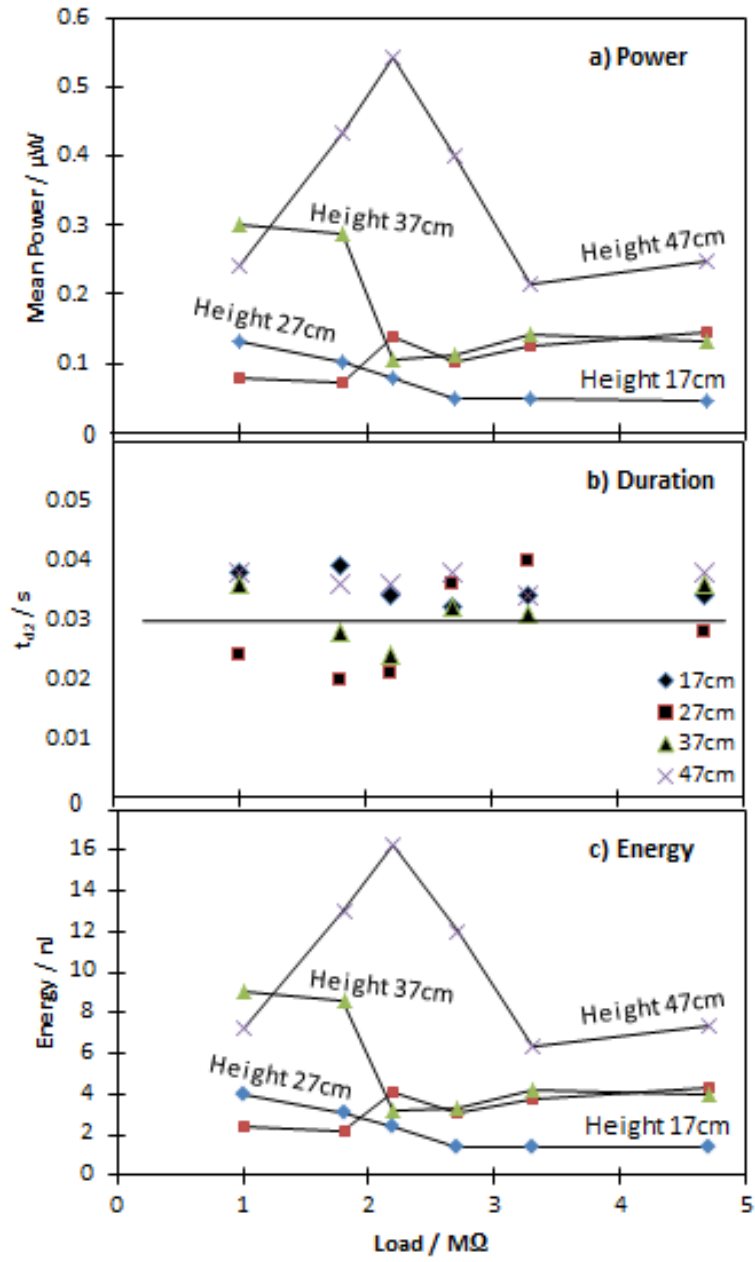 0.6
a) Power
0.5
0.4
Mean Power / µW
0.3
Height 37cm
Height 47cm
0.2
Height 27cm
0.1
Height 17cm
0
b) Duration
0.05
0.04
t_d2 / s
0.03
0.02
17cm
27cm
0.01
37cm
47cm
0
16
c) Energy
14
12
10
Energy / nJ
Height 37cm
8
Height 47cm
6
Height 27cm
4
Height 17cm
2
0
0 1 2 3 4 5
Load / MΩ